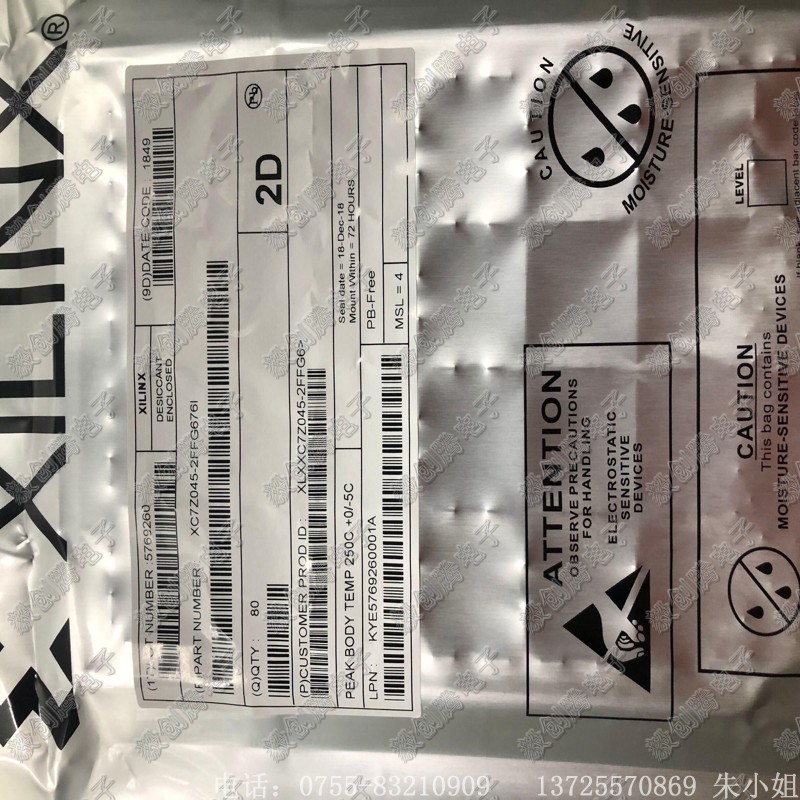 XILINX®
(1T)LOT NUMBER : 5769260
XILINX
DESICCANT
ENCLOSED
(9D)DATE CODE 1849
(P)PART NUMBER XC7Z045-2FFG676I
(Q)QTY : 80
2D
Pb
(P)CUSTOMER PROD ID : XLXXC7Z045-2FFG6>
PEAK BODY TEMP 250C +0/-5C
Seal date = 18-Dec-18
Mount Within = 72 HOURS
LPN : KYE5769260001A
PB-Free
MSL = 4
CAUTION
MOISTURE-SENSITIVE
ATTENTION
OBSERVE PRECAUTIONS
FOR HANDLING
ELECTROSTATIC
SENSITIVE
DEVICES
LEVEL
CAUTION
This bag contains
MOISTURE-SENSITIVE DEVICES
电话: 0755-83210909 13725570869 朱小姐